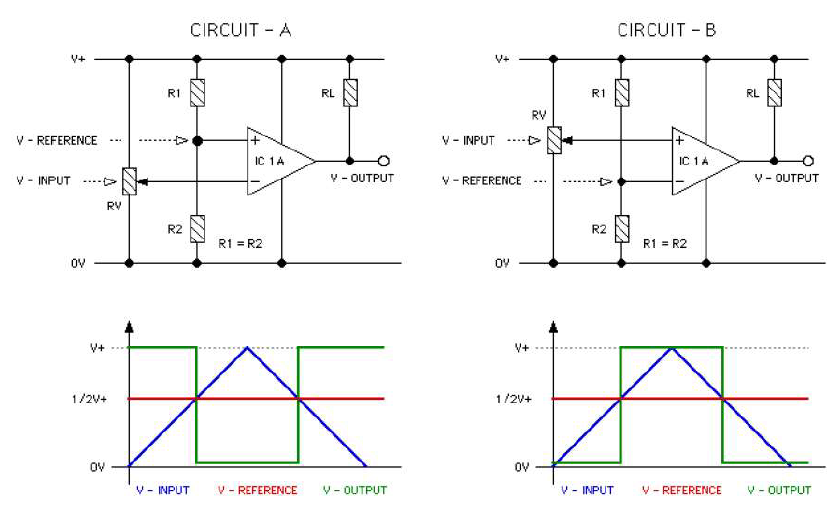 CIRCUIT - A
V+
R1
RL
V - REFERENCE
+
IC 1A
V - INPUT
-
V - OUTPUT
RV
R2
R1 = R2
0V
CIRCUIT - B
V+
R1
RL
RV
V - INPUT
+
IC 1A
V - REFERENCE
-
V - OUTPUT
R2
R1 = R2
0V
V+
1/2V+
0V
V - INPUT V - REFERENCE V - OUTPUT
V+
1/2V+
0V
V - INPUT V - REFERENCE V - OUTPUT